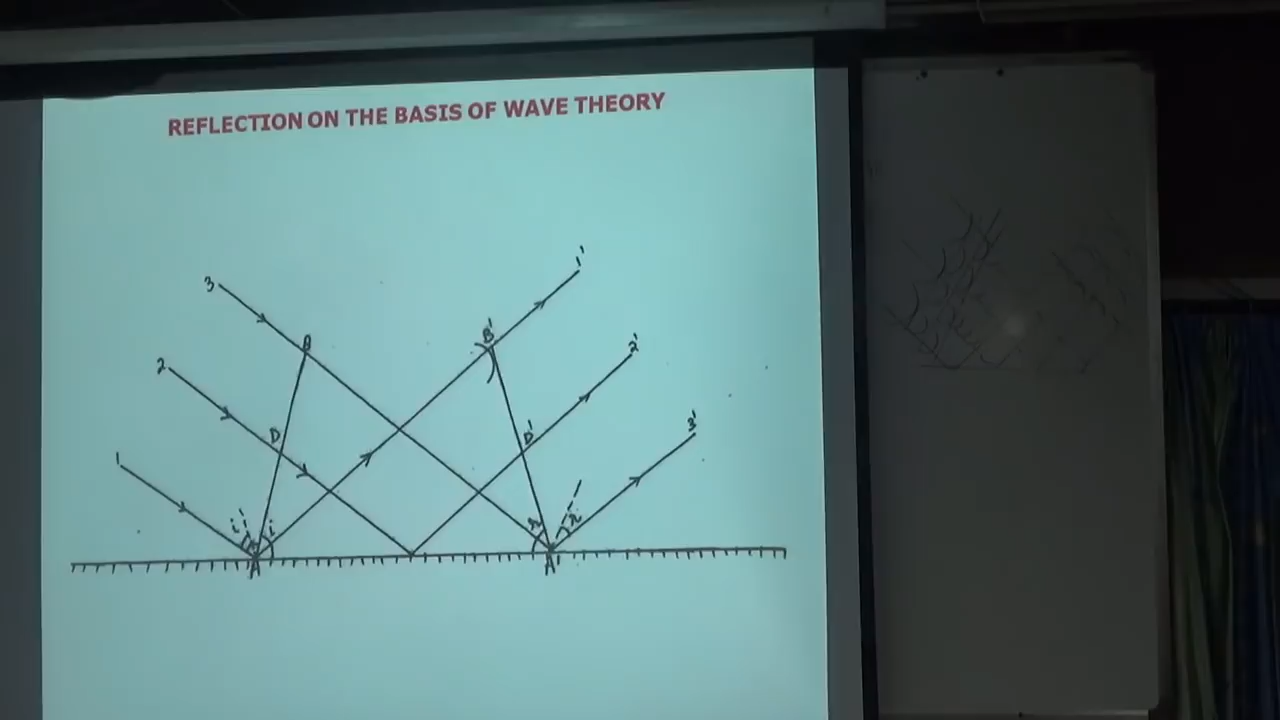 REFLECTION ON THE BASIS OF WAVE THEORY
1'
3
B'
2'
2
3'
D
D'
1
i
i
r
A
A'